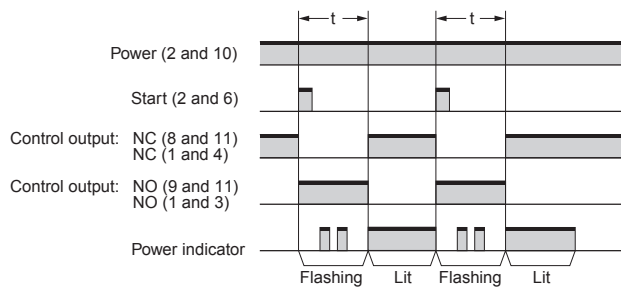 t
t
Power (2 and 10)
Start (2 and 6)
Control output: NC (8 and 11)
NC (1 and 4)
Control output: NO (9 and 11)
NO (1 and 3)
Power indicator
Flashing
Lit
Flashing
Lit